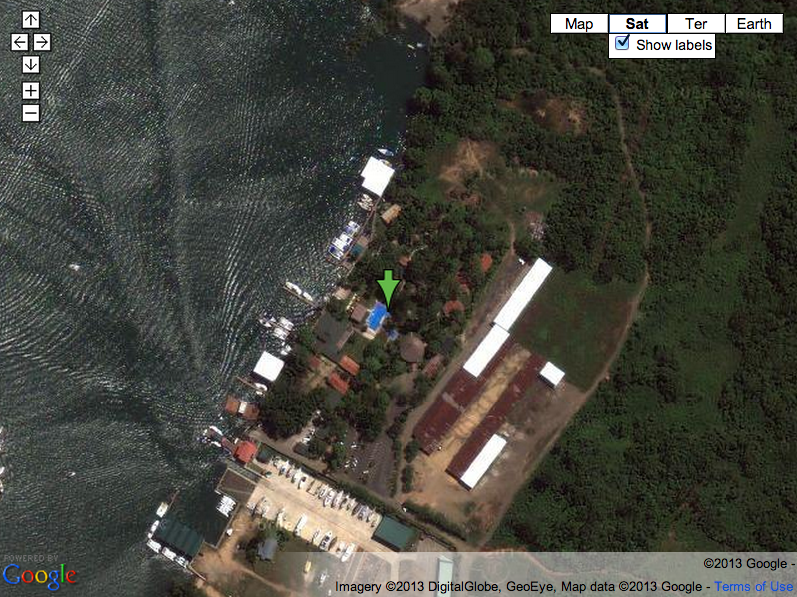 Map Sat Ter Earth
Show labels
POWERED BY
Google
©2013 Google -
Imagery ©2013 DigitalGlobe, GeoEye, Map data ©2013 Google - Terms of Use